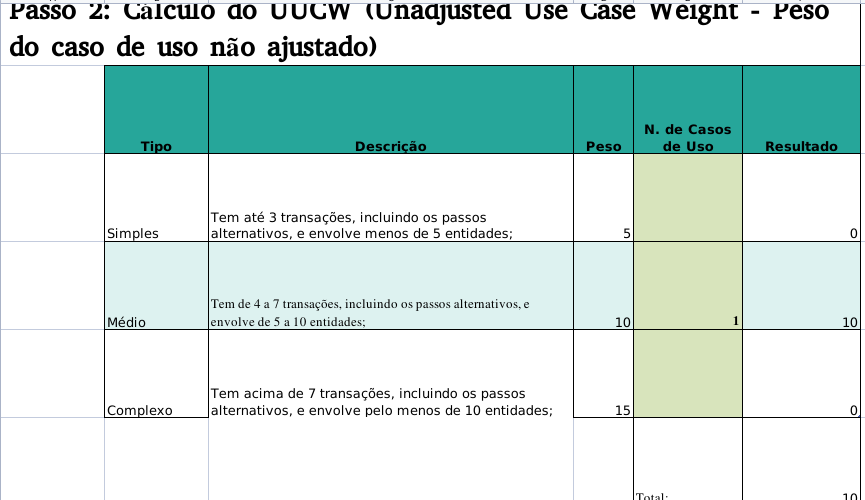 Passo 2: Cálculo do UUCW (Unadjusted Use Case Weight - Peso
do caso de uso não ajustado)
Tipo Descrição Peso N. de Casos de Uso Resultado
Simples Tem até 3 transações, incluindo os passos
alternativos, e envolve menos de 5 entidades; 5 0
Médio Tem de 4 a 7 transações, incluindo os passos alternativos, e
envolve de 5 a 10 entidades; 10 1 10
Complexo Tem acima de 7 transações, incluindo os passos
alternativos, e envolve pelo menos de 10 entidades; 15 0
Total: 10